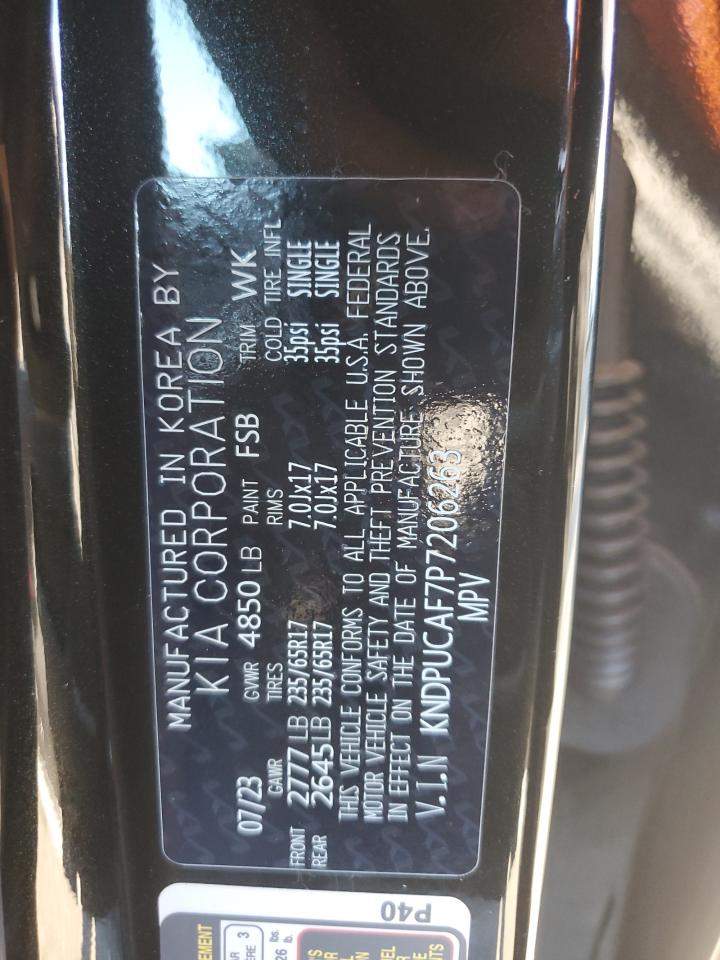 MANUFACTURED IN KOREA BY
KIA CORPORATION
07/23 GVWR 4850 LB PAINT FSB TRIM WK
GAWR TIRES RIMS COLD TIRE INFL
FRONT 2777 LB 235/65R17 7.0Jx17 35psi SINGLE
REAR 2645 LB 235/65R17 7.0Jx17 35psi SINGLE
THIS VEHICLE CONFORMS TO ALL APPLICABLE U.S.A. FEDERAL
MOTOR VEHICLE SAFETY AND THEFT PREVENTION STANDARDS
IN EFFECT ON THE DATE OF MANUFACTURE SHOWN ABOVE.
V.I.N KNDPUCAF7P7206263
MPV
P40